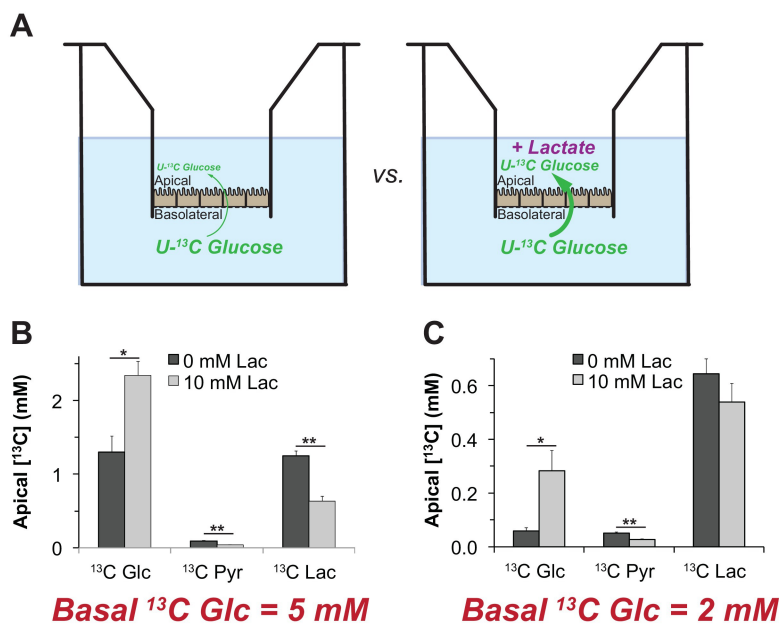 A
U-¹³C Glucose
Apical
Basolateral
U-¹³C Glucose
vs.
+ Lactate
U-¹³C Glucose
Apical
Basolateral
U-¹³C Glucose
B
Apical [¹³C] (mM)
2
1
0
*
**
**
0 mM Lac
10 mM Lac
¹³C Glc
¹³C Pyr
¹³C Lac
Basal ¹³C Glc = 5 mM
C
Apical [¹³C] (mM)
0.6
0.4
0.2
0.0
*
**
0 mM Lac
10 mM Lac
¹³C Glc
¹³C Pyr
¹³C Lac
Basal ¹³C Glc = 2 mM